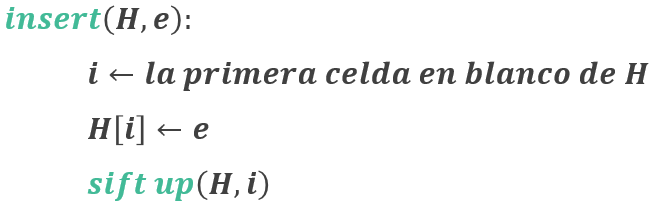 insert(H, e):
i ← la primera celda en blanco de H
H[i] ← e
sift up(H, i)